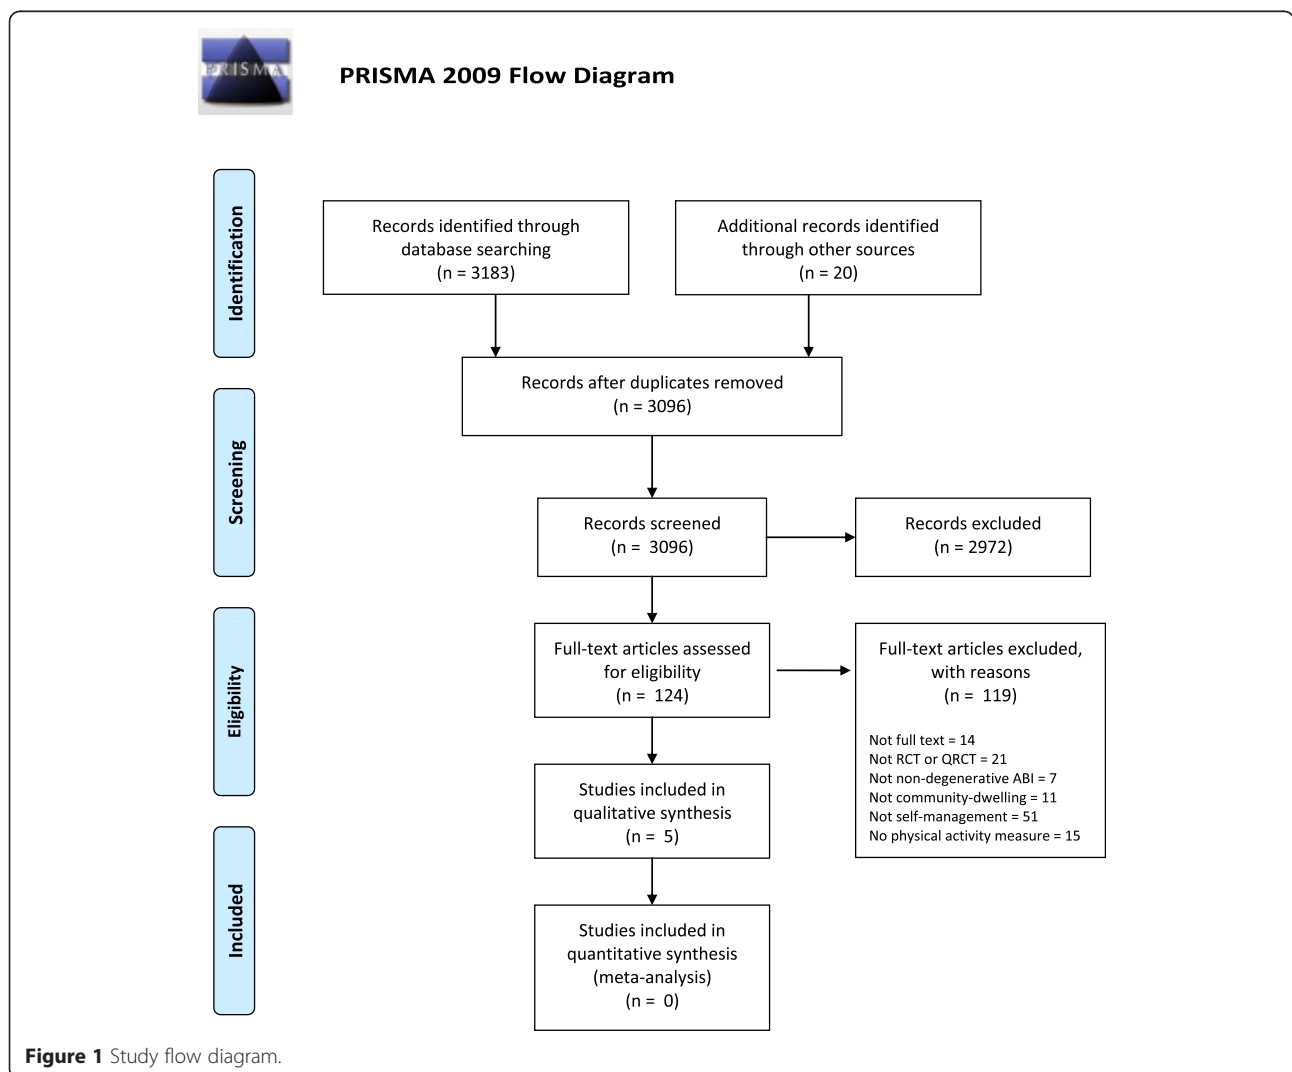 PRISMA
PRISMA 2009 Flow Diagram
Identification
Records identified through
database searching
(n = 3183)
Additional records identified
through other sources
(n = 20)
Records after duplicates removed
(n = 3096)
Screening
Records screened
(n = 3096)
Records excluded
(n = 2972)
Eligibility
Full-text articles assessed
for eligibility
(n = 124)
Full-text articles excluded,
with reasons
(n = 119)
Not full text = 14
Not RCT or QRCT = 21
Not non-degenerative ABI = 7
Not community-dwelling = 11
Not self-management = 51
No physical activity measure = 15
Studies included in
qualitative synthesis
(n = 5)
Included
Studies included in
quantitative synthesis
(meta-analysis)
(n = 0)
Figure 1 Study flow diagram.